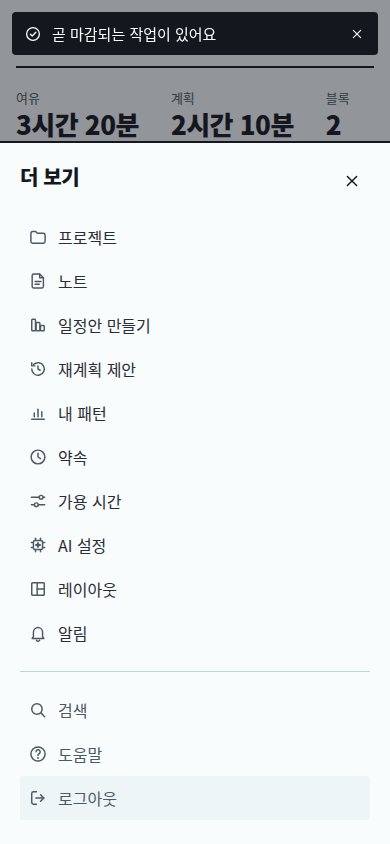 곧 마감되는 작업이 있어요
여유 계획 블록
3시간 20분 2시간 10분 2
더 보기
프로젝트
노트
일정안 만들기
재계획 제안
내 패턴
약속
가용 시간
AI 설정
레이아웃
알림
검색
도움말
로그아웃